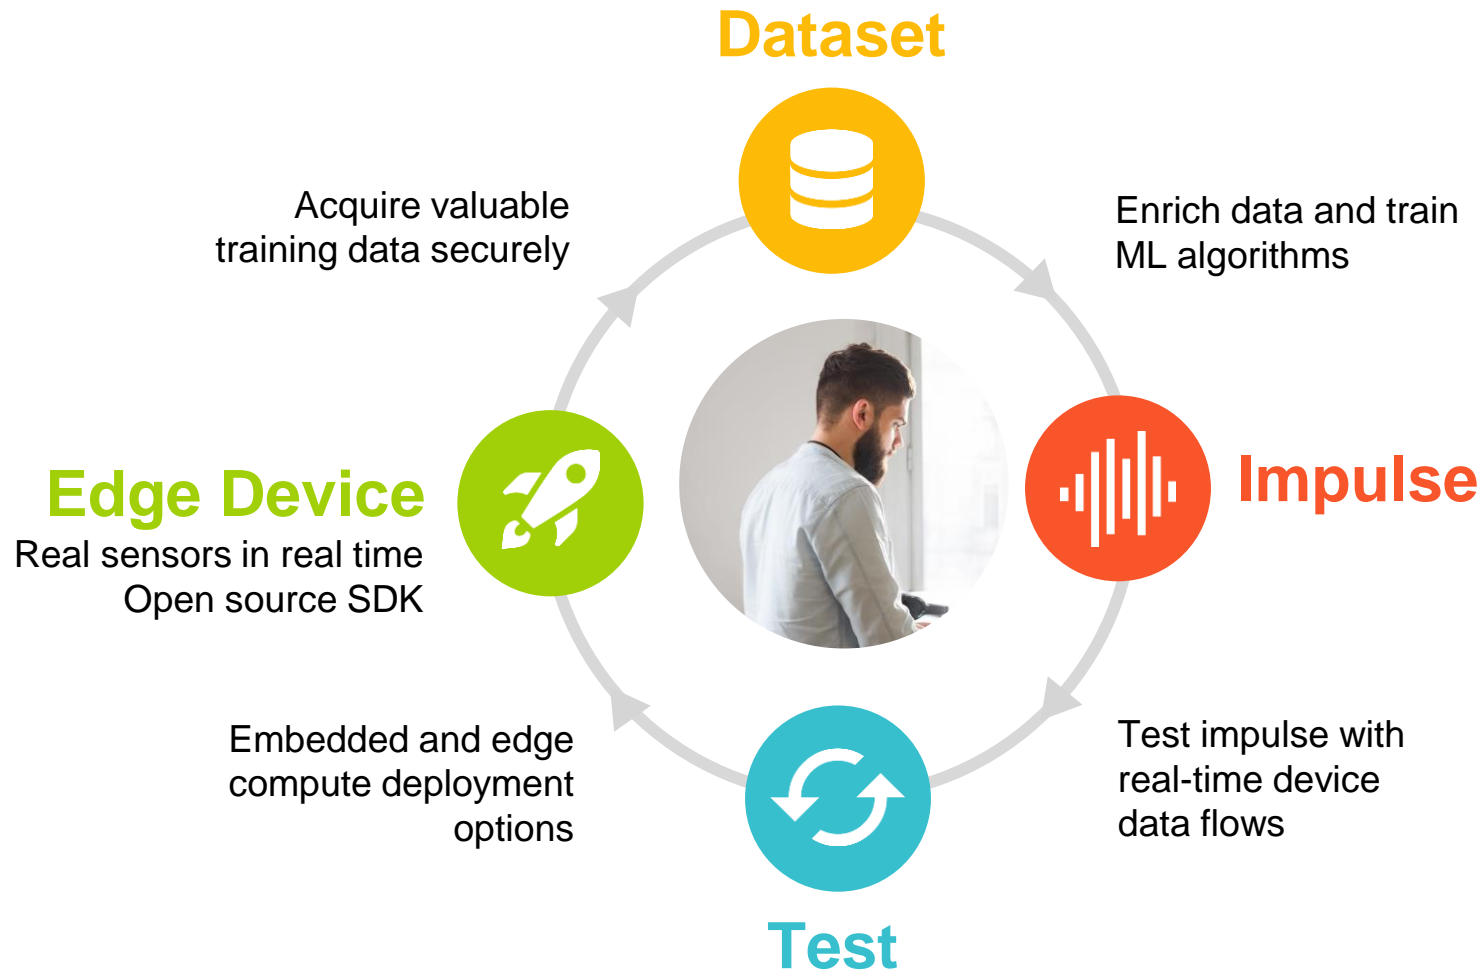 Dataset
Acquire valuable
training data securely
Enrich data and train
ML algorithms
Edge Device
Real sensors in real time
Open source SDK
Impulse
Embedded and edge
compute deployment
options
Test impulse with
real-time device
data flows
Test